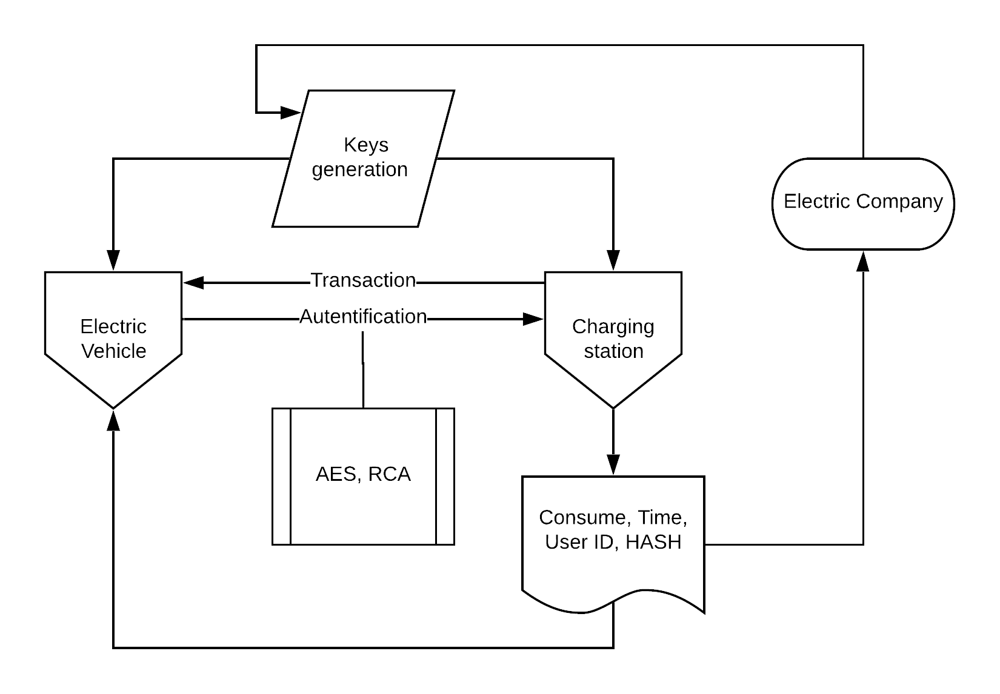 Keys
generation
Electric Company
Transaction
Autentification
Electric
Vehicle
Charging
station
AES, RCA
Consume, Time,
User ID, HASH